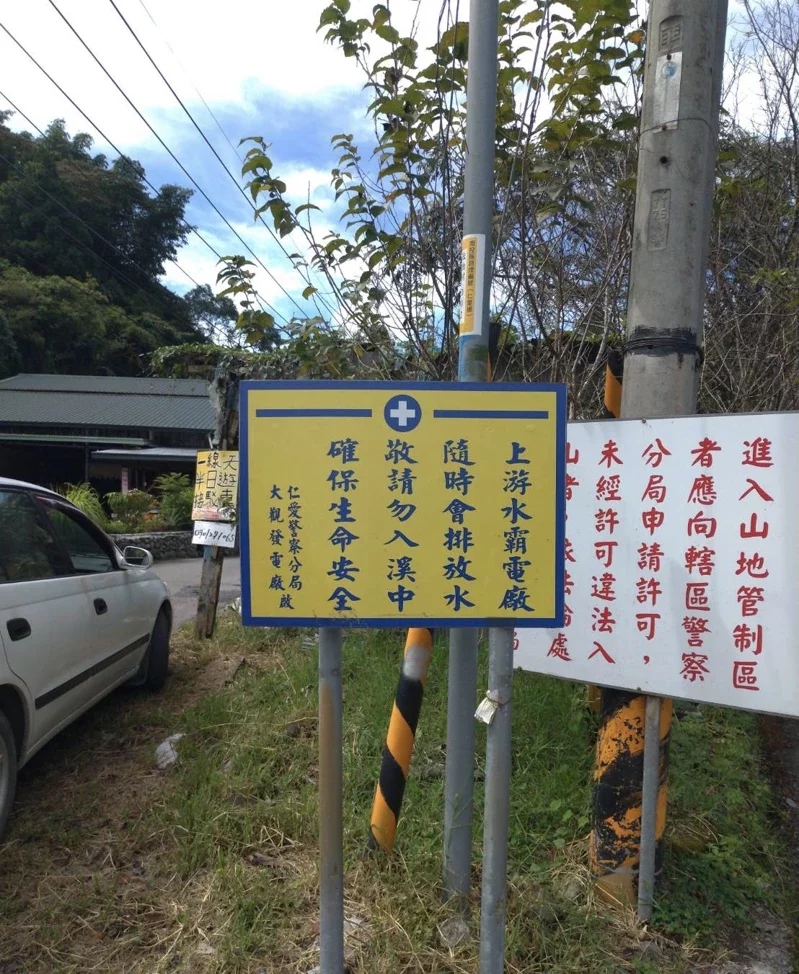 上游水霸電廠
隨時會排放水
敬請勿入溪中
確保生命安全
仁愛警察分局
大觀發電廠啟
進入山地管制區
者應向轄區警察
分局申請許可，
未經許可違法入